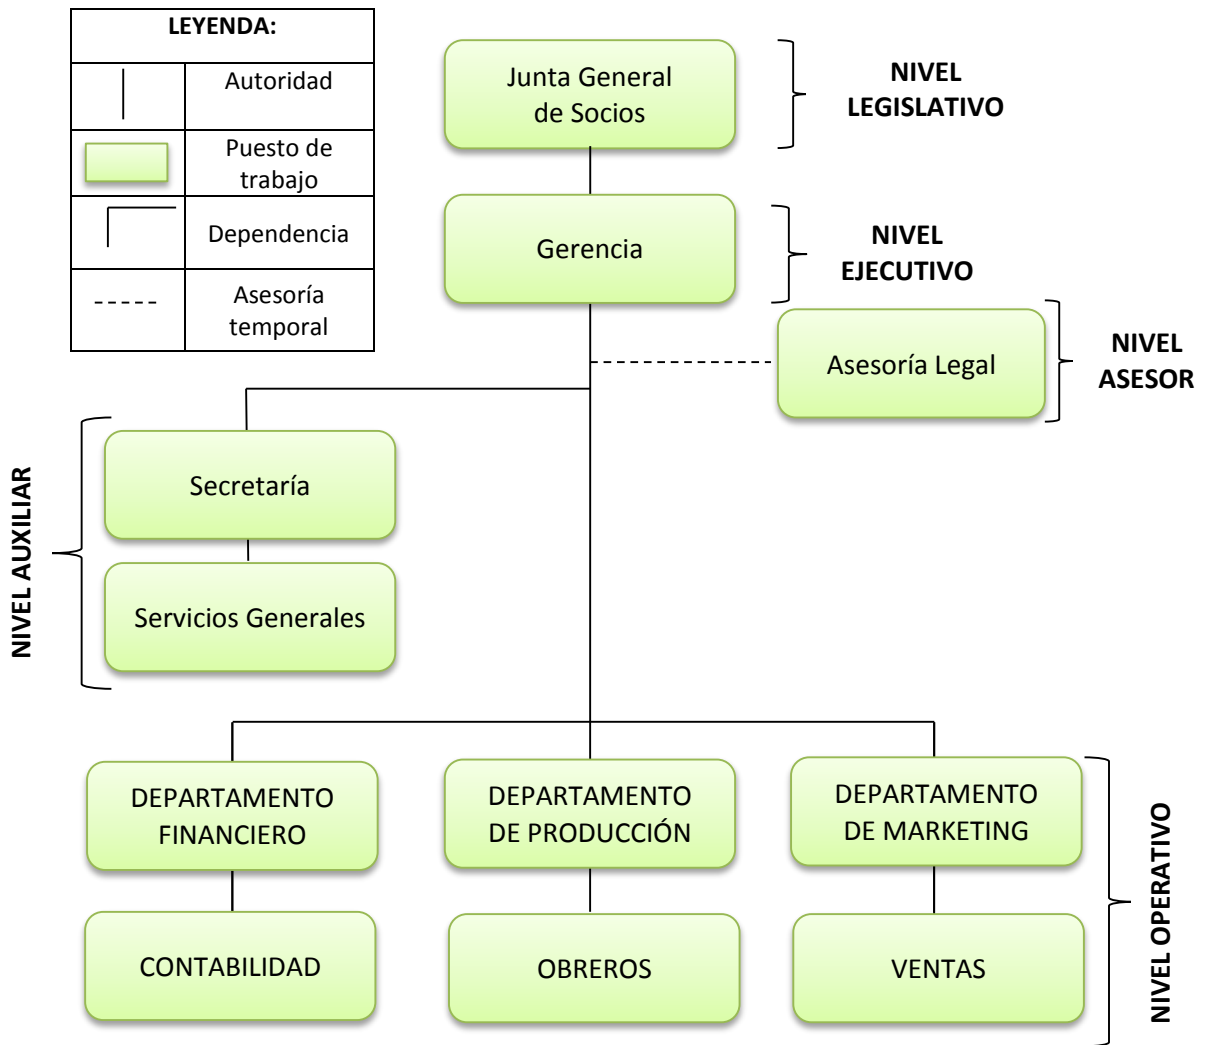 LEYENDA:
Autoridad
Puesto de
trabajo
Dependencia
Asesoría
temporal
Junta General
de Socios
NIVEL
LEGISLATIVO
Gerencia
NIVEL
EJECUTIVO
Asesoría Legal
NIVEL
ASESOR
NIVEL AUXILIAR
Secretaría
Servicios Generales
DEPARTAMENTO
FINANCIERO
DEPARTAMENTO
DE PRODUCCIÓN
DEPARTAMENTO
DE MARKETING
CONTABILIDAD
OBREROS
VENTAS
NIVEL OPERATIVO